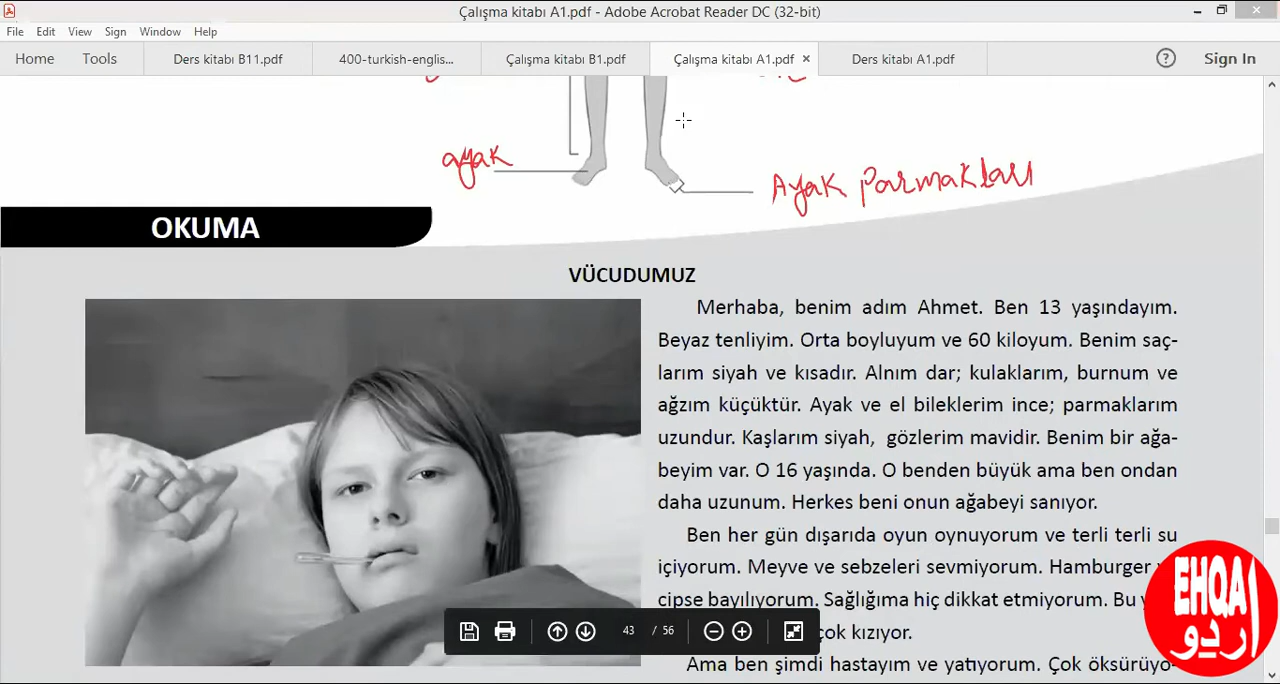 Çalışma kitabı A1.pdf - Adobe Acrobat Reader DC (32-bit)
File Edit View Sign Window Help
Home Tools Ders kitabı B11.pdf 400-turkish-englis... Çalışma kitabı B1.pdf Çalışma kitabı A1.pdf × Ders kitabı A1.pdf ? Sign In
ayak
Ayak Parmakları
OKUMA
VÜCUDUMUZ
Merhaba, benim adım Ahmet. Ben 13 yaşındayım.
Beyaz tenliyim. Orta boyluyum ve 60 kiloyum. Benim saç-
larım siyah ve kısadır. Alnım dar; kulaklarım, burnum ve
ağzım küçüktür. Ayak ve el bileklerim ince; parmaklarım
uzundur. Kaşlarım siyah, gözlerim mavidir. Benim bir ağa-
beyim var. O 16 yaşında. O benden büyük ama ben ondan
daha uzunum. Herkes beni onun ağabeyi sanıyor.
Ben her gün dışarıda oyun oynuyorum ve terli terli su
içiyorum. Meyve ve sebzeleri sevmiyorum. Hamburger
cipse bayılıyorum. Sağlığıma hiç dikkat etmiyorum. Bu
çok kızıyor.
Ama ben şimdi hastayım ve yatıyorum. Çok öksürüyo-
43 / 56
EHQA
اردو